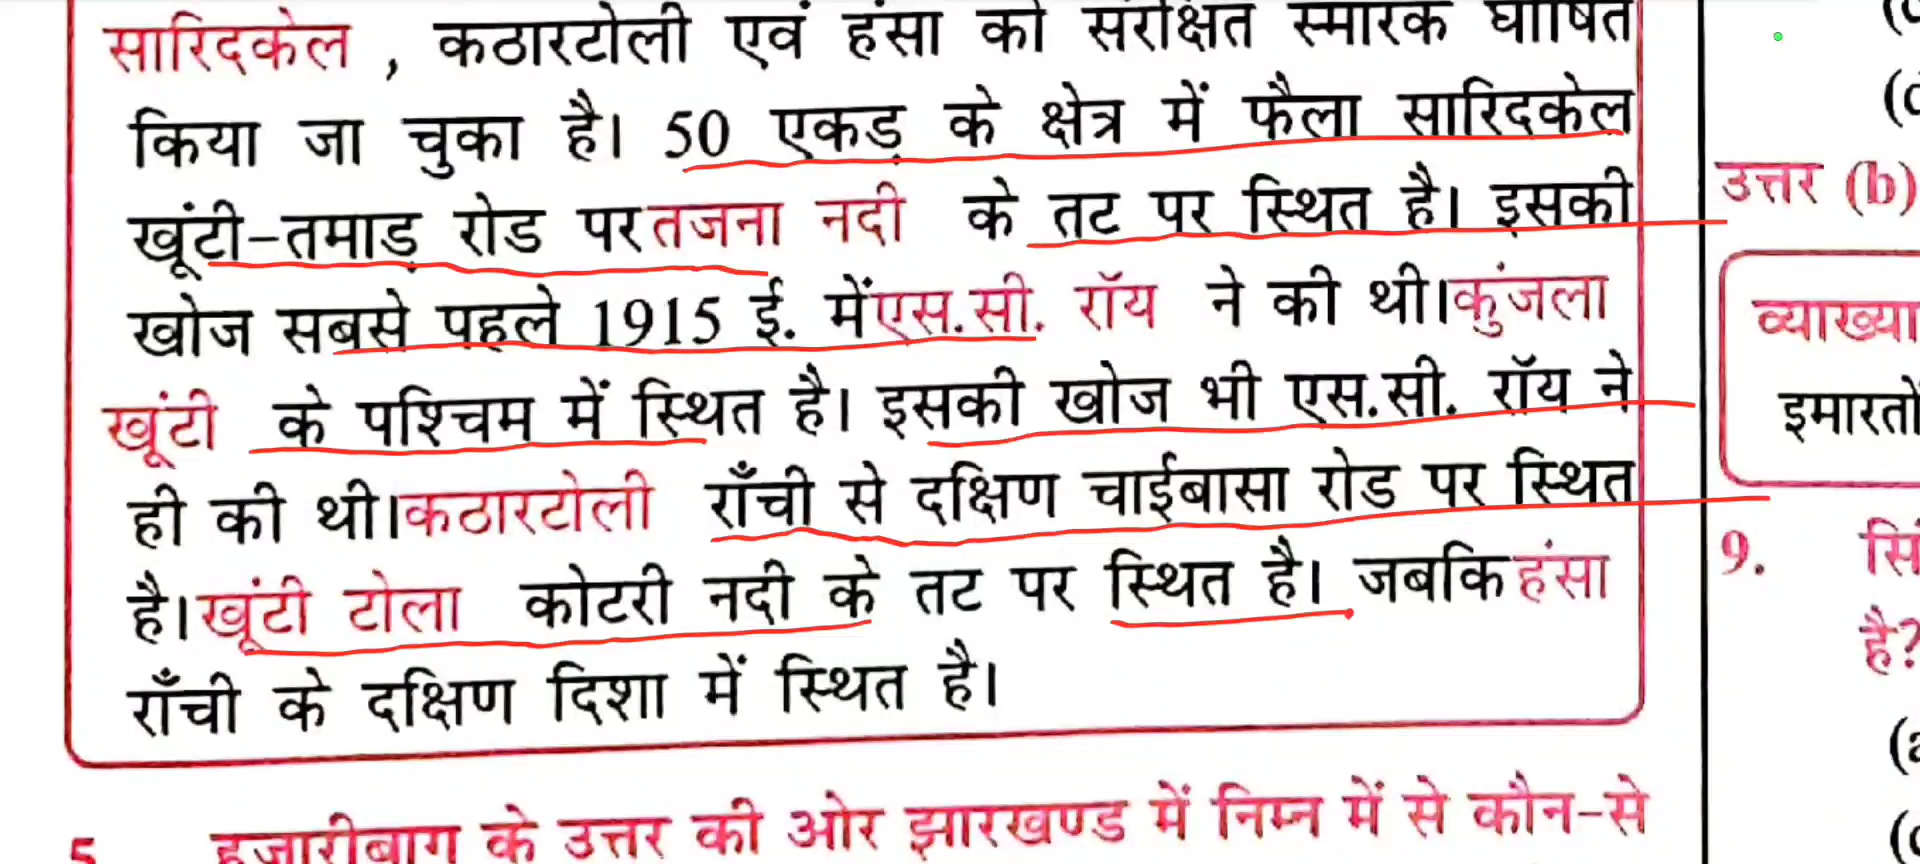 सारिदकेल , कठारटोली एवं हंसा को संरक्षित स्मारक घोषित
किया जा चुका है। 50 एकड़ के क्षेत्र में फैला सारिदकेल
खूंटी-तमाड़ रोड पर तजना नदी के तट पर स्थित है। इसकी
खोज सबसे पहले 1915 ई. में एस.सी. रॉय ने की थी। कुंजला
खूंटी के पश्चिम में स्थित है। इसकी खोज भी एस.सी. रॉय ने
ही की थी। कठारटोली राँची से दक्षिण चाईबासा रोड पर स्थित
है। खूंटी टोला कोटरी नदी के तट पर स्थित है। जबकि हंसा
राँची के दक्षिण दिशा में स्थित है।
5 हजारीबाग के उत्तर की ओर झारखण्ड में निम्न में से कौन-से
उत्तर (b)
व्याख्या
इमारतों
9.
है?